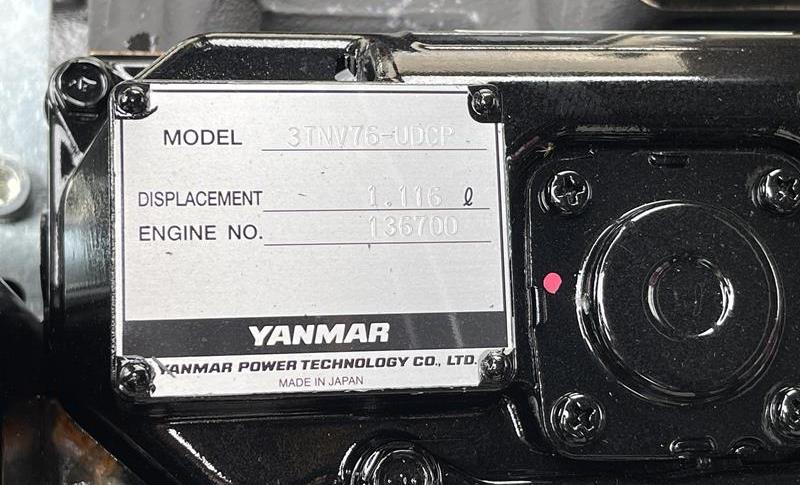 MODEL 3TNV76-UDCP
DISPLACEMENT 1.116 ℓ
ENGINE NO. 136700
YANMAR
YANMAR POWER TECHNOLOGY CO., LTD.
MADE IN JAPAN